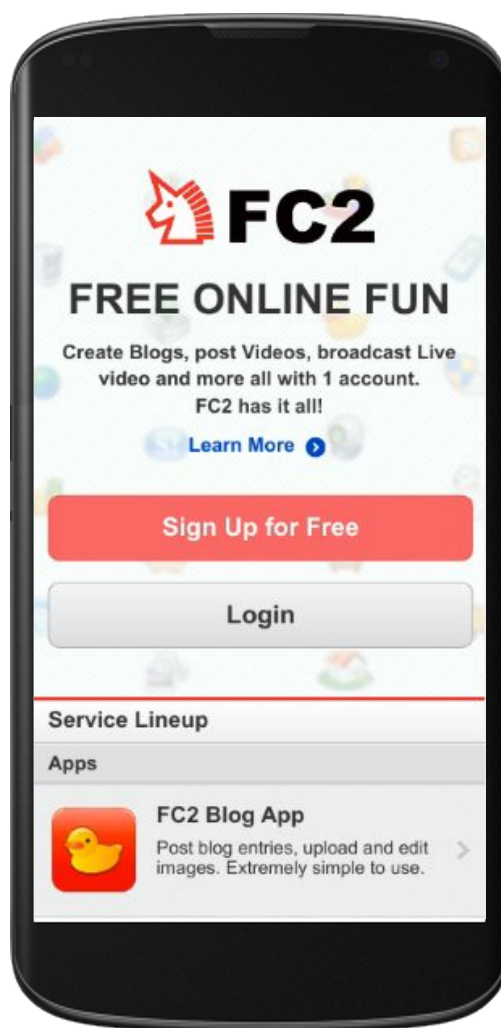 FC2
FREE ONLINE FUN
Create Blogs, post Videos, broadcast Live
video and more all with 1 account.
FC2 has it all!
Learn More
Sign Up for Free
Login
Service Lineup
Apps
FC2 Blog App
Post blog entries, upload and edit
images. Extremely simple to use.